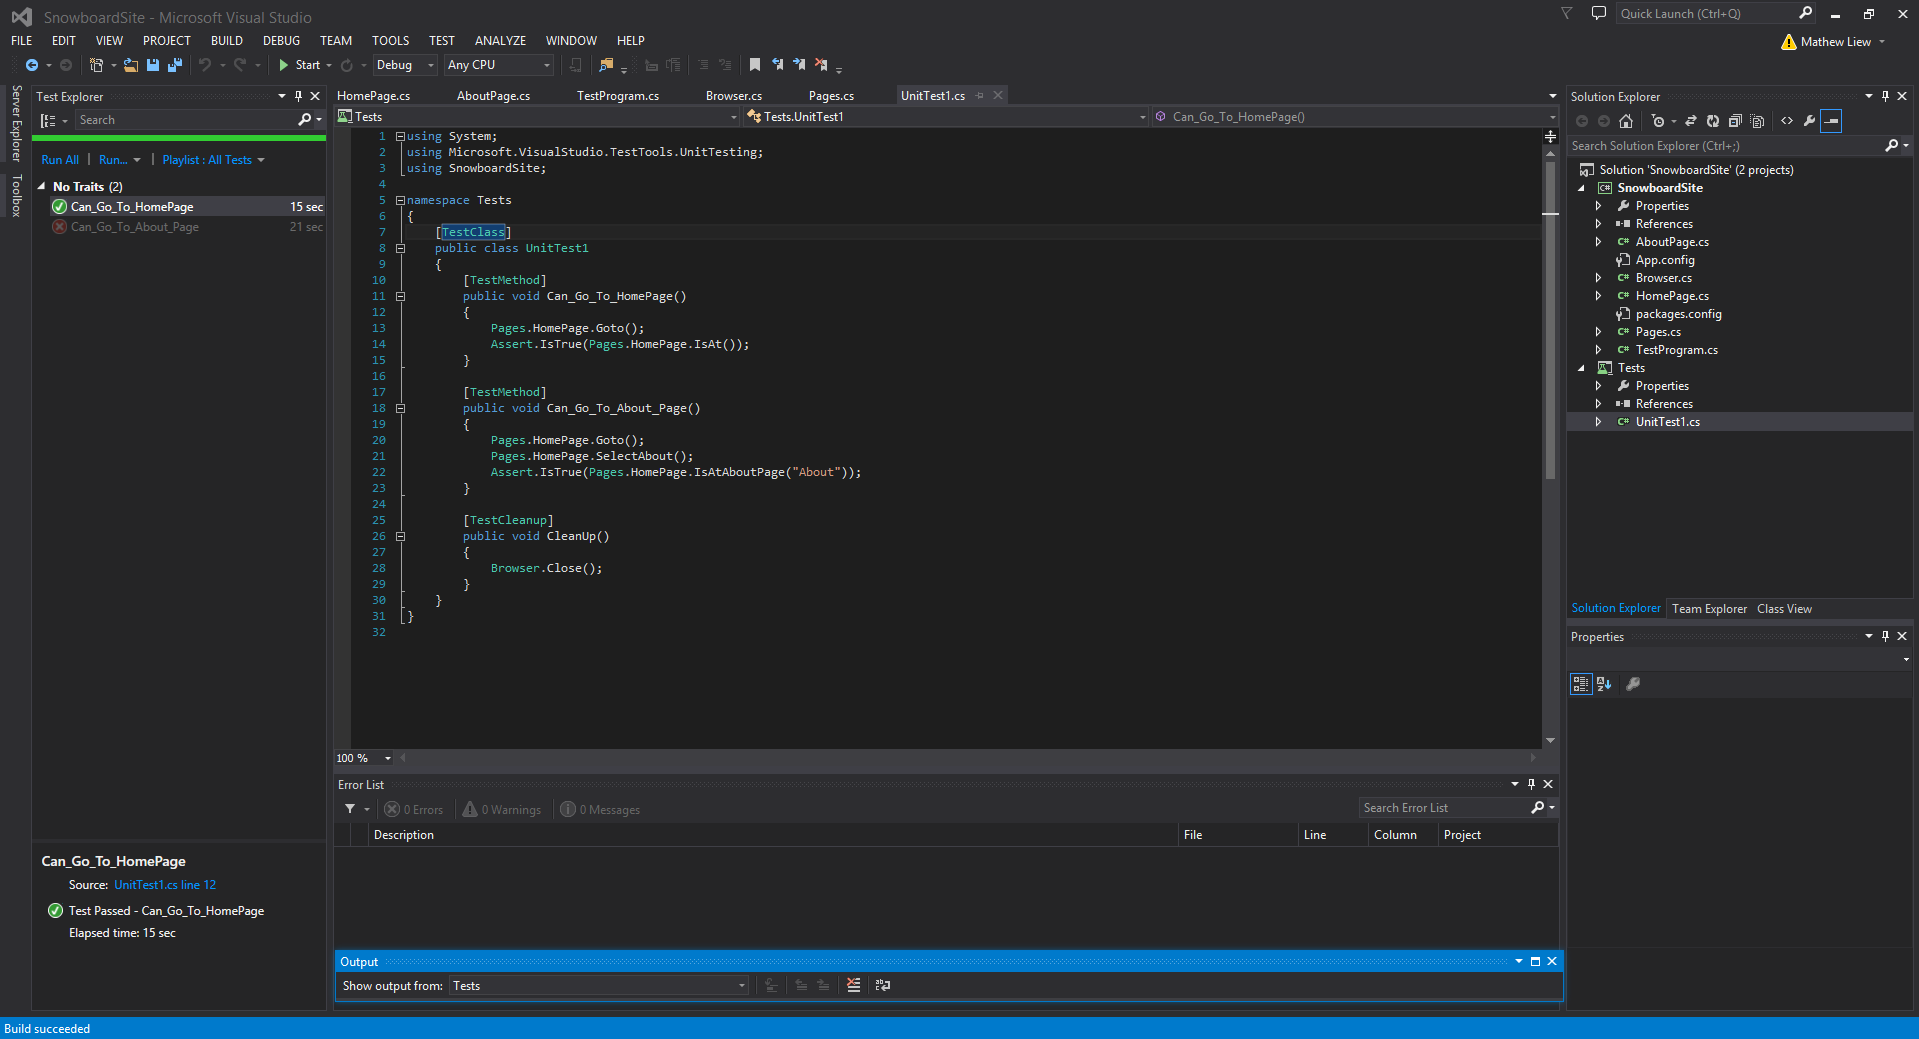 SnowboardSite - Microsoft Visual Studio
Quick Launch (Ctrl+Q)
FILE EDIT VIEW PROJECT BUILD DEBUG TEAM TOOLS TEST ANALYZE WINDOW HELP
Mathew Liew
Start Debug Any CPU
Server Explorer
Toolbox
Test Explorer
Search
Run All | Run... | Playlist : All Tests
No Traits (2)
Can_Go_To_HomePage 15 sec
Can_Go_To_About_Page 21 sec
Can_Go_To_HomePage
Source: UnitTest1.cs line 12
Test Passed - Can_Go_To_HomePage
Elapsed time: 15 sec
HomePage.cs AboutPage.cs TestProgram.cs Browser.cs Pages.cs UnitTest1.cs
Tests Tests.UnitTest1 Can_Go_To_HomePage()
1 using System;
2 using Microsoft.VisualStudio.TestTools.UnitTesting;
3 using SnowboardSite;
4
5 namespace Tests
6 {
7 [TestClass]
8 public class UnitTest1
9 {
10 [TestMethod]
11 public void Can_Go_To_HomePage()
12 {
13 Pages.HomePage.Goto();
14 Assert.IsTrue(Pages.HomePage.IsAt());
15 }
16
17 [TestMethod]
18 public void Can_Go_To_About_Page()
19 {
20 Pages.HomePage.Goto();
21 Pages.HomePage.SelectAbout();
22 Assert.IsTrue(Pages.HomePage.IsAtAboutPage("About"));
23 }
24
25 [TestCleanup]
26 public void CleanUp()
27 {
28 Browser.Close();
29 }
30 }
31 }
32
100 %
Error List
0 Errors 0 Warnings 0 Messages
Search Error List
Description File Line Column Project
Output
Show output from: Tests
Solution Explorer
Search Solution Explorer (Ctrl+;)
Solution 'SnowboardSite' (2 projects)
C# SnowboardSite
Properties
References
C# AboutPage.cs
App.config
C# Browser.cs
C# HomePage.cs
packages.config
C# Pages.cs
C# TestProgram.cs
Tests
Properties
References
C# UnitTest1.cs
Solution Explorer Team Explorer Class View
Properties
Build succeeded